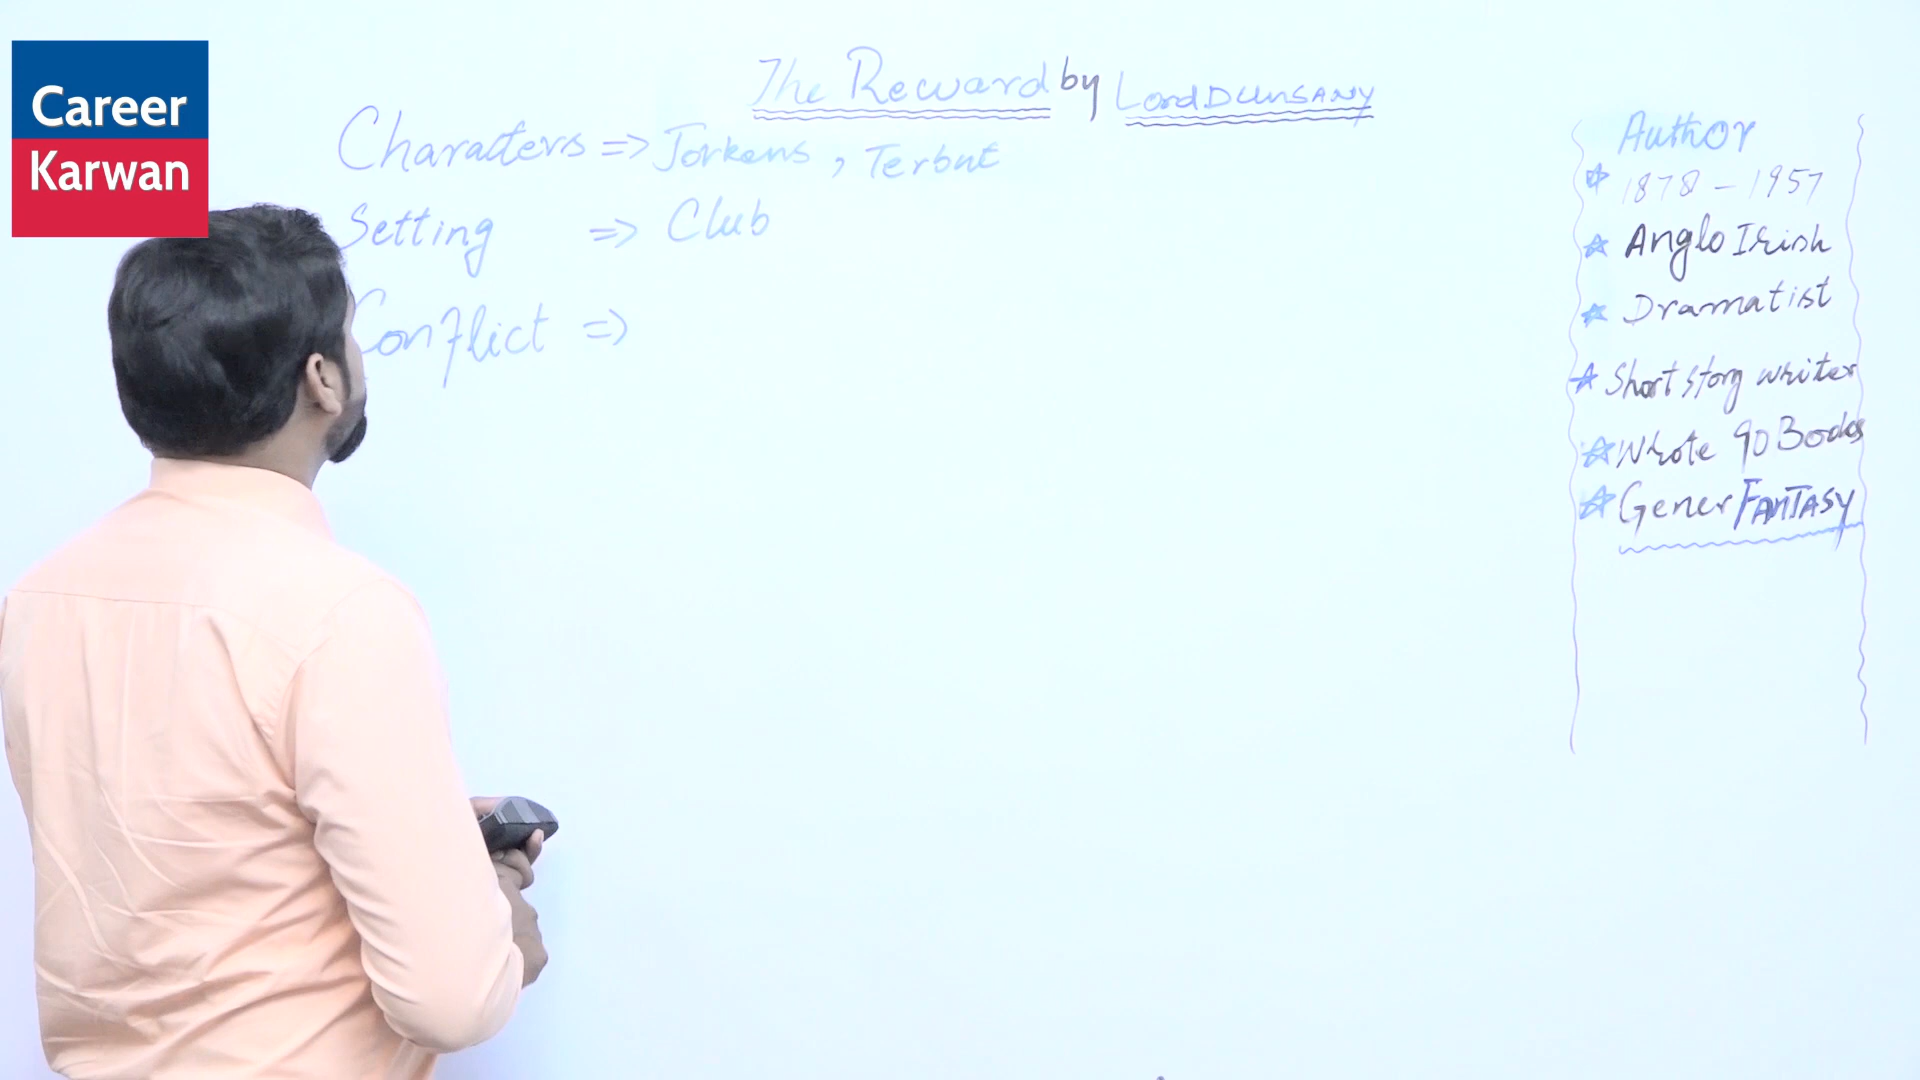 Career
Karwan
The Reward by Lord DUNSANY
Characters => Jorkens, Terbut
Setting => Club
Conflict =>
Author
1878 - 1957
Anglo Irish
Dramatist
Short story writer
Wrote 90 Books
Gener FANTASY